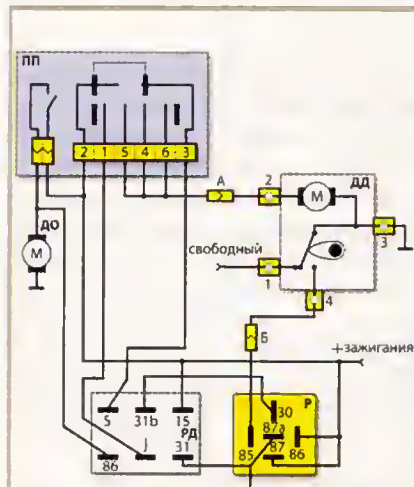 ПП
2 1 5 4 6 3
А
2
М
ДД
ДО
М
свободный
1
3
4
Б
+зажигания
S 31b 15
РД
86 J 31
Р
30
87a
85 87 86